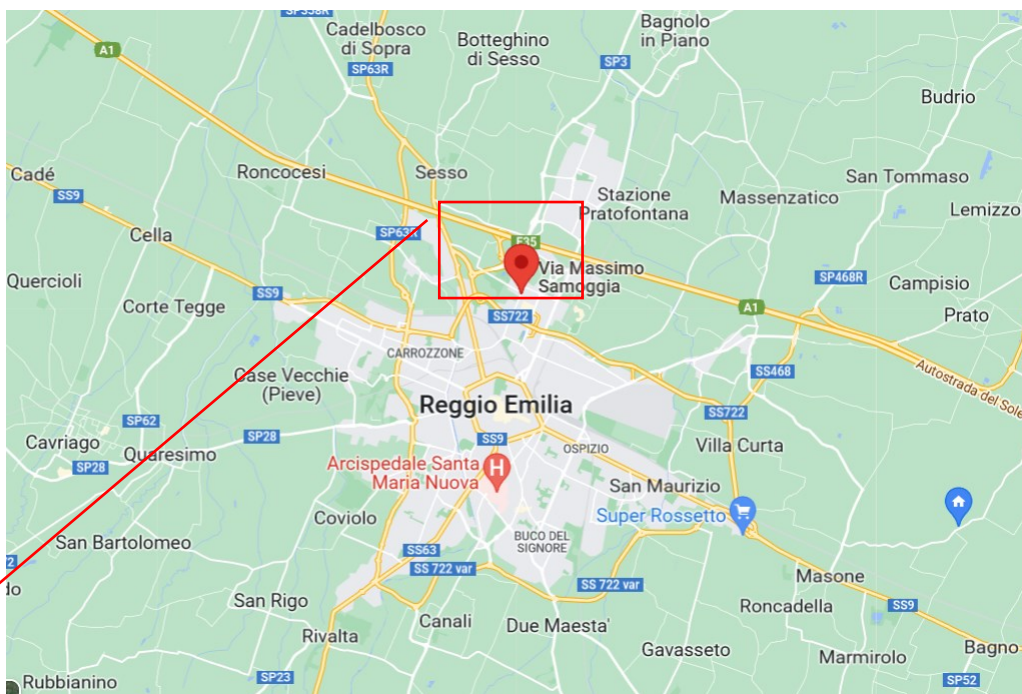 SP358R
Cadelbosco
di Sopra
Botteghino
di Sesso
Bagnolo
in Piano
A1
SP63R
SP3
Budrio
Cadé
Roncocesi
Sesso
San Tommaso
SS9
Stazione
Pratofontana
Massenzatico
Lemizzo
Cella
SP63R
E35
Via Massimo
Samoggia
Quercioli
SP468R
Campisio
SS9
Corte Tegge
A1
Prato
SS722
CARROZZONE
Case Vecchie
(Pieve)
SS468
Autostrada del Sole
Reggio Emilia
SP62
SS722
Cavriago
SP28
SS9
Villa Curta
SP28
Quaresimo
OSPIZIO
Arcispedale Santa
Maria Nuova
H
San Maurizio
Super Rossetto
Coviolo
BUCO DEL
SIGNORE
San Bartolomeo
SS63
SS 722 var
SS 722 var
Masone
San Rigo
Roncadella
SS9
Canali
Due Maesta'
Rivalta
Gavasseto
Bagno
Marmirolo
Rubbianino
SP23
SP52